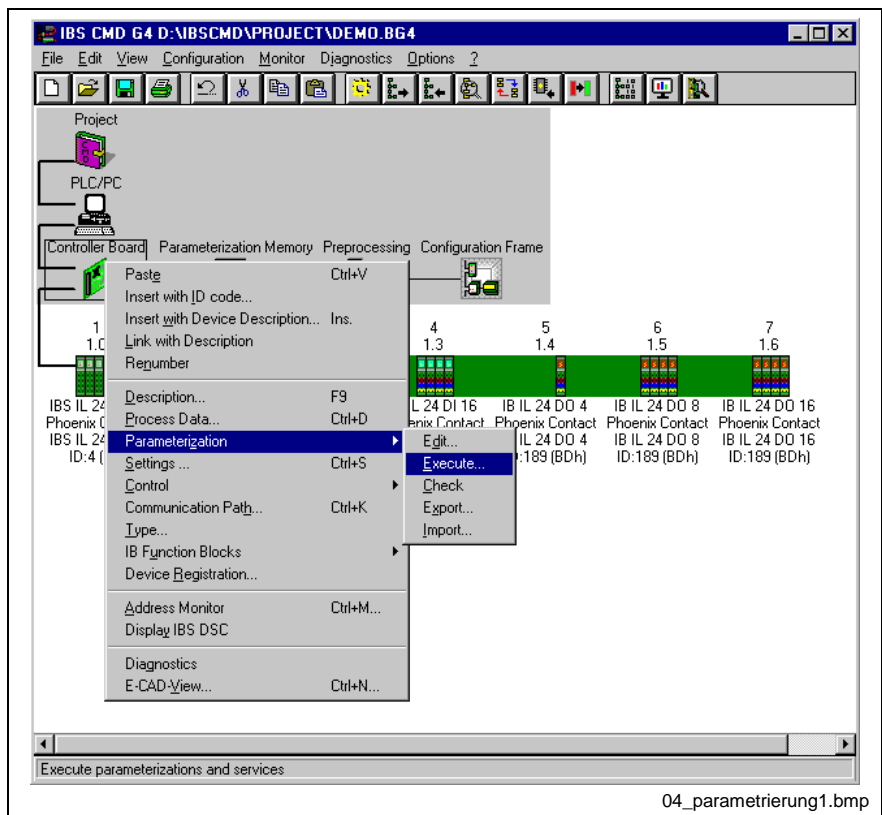 IBS CMD G4 D:\IBSCMD\PROJECT\DEMO.BG4
File Edit View Configuration Monitor Diagnostics Options ?
Project
PLC/PC
Controller Board Parameterization Memory Preprocessing Configuration Frame
Paste Ctrl+V
Insert with ID code...
Insert with Device Description... Ins.
Link with Description
Renumber
Description... F9
Process Data... Ctrl+D
Parameterization
Settings ... Ctrl+S
Control
Communication Path... Ctrl+K
Type...
IB Function Blocks
Device Registration...
Address Monitor Ctrl+M...
Display IBS DSC
Diagnostics
E-CAD-View... Ctrl+N...
Edit...
Execute...
Check
Export...
Import...
1 4 5 6 7
1.0 1.3 1.4 1.5 1.6
IBS IL 24 IL 24 DI 16 IB IL 24 DO 4 IB IL 24 DO 8 IB IL 24 DO 16
Phoenix Contact Phoenix Contact Phoenix Contact Phoenix Contact
IBS IL 24 IL 24 DO 4 IB IL 24 DO 8 IB IL 24 DO 16
ID:4 ( :189 (BDh) ID:189 (BDh) ID:189 (BDh)
Execute parameterizations and services
04_parametrierung1.bmp